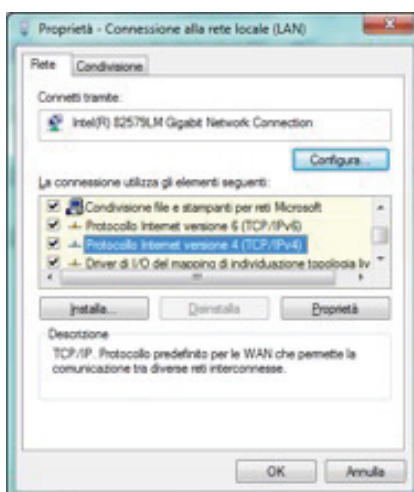 Proprietà - Connessione alla rete locale (LAN)
Rete Condivisione
Connetti tramite:
Intel(R) 82579LM Gigabit Network Connection
Configura...
La connessione utilizza gli elementi seguenti:
Condivisione file e stampanti per reti Microsoft
Protocollo Internet versione 6 (TCP/IPv6)
Protocollo Internet versione 4 (TCP/IPv4)
Driver di I/O del mapping di individuazione topologia liv
Installa... Disinstalla Proprietà
Descrizione
TCP/IP. Protocollo predefinito per le WAN che permette la
comunicazione tra diverse reti interconnesse.
OK Annulla